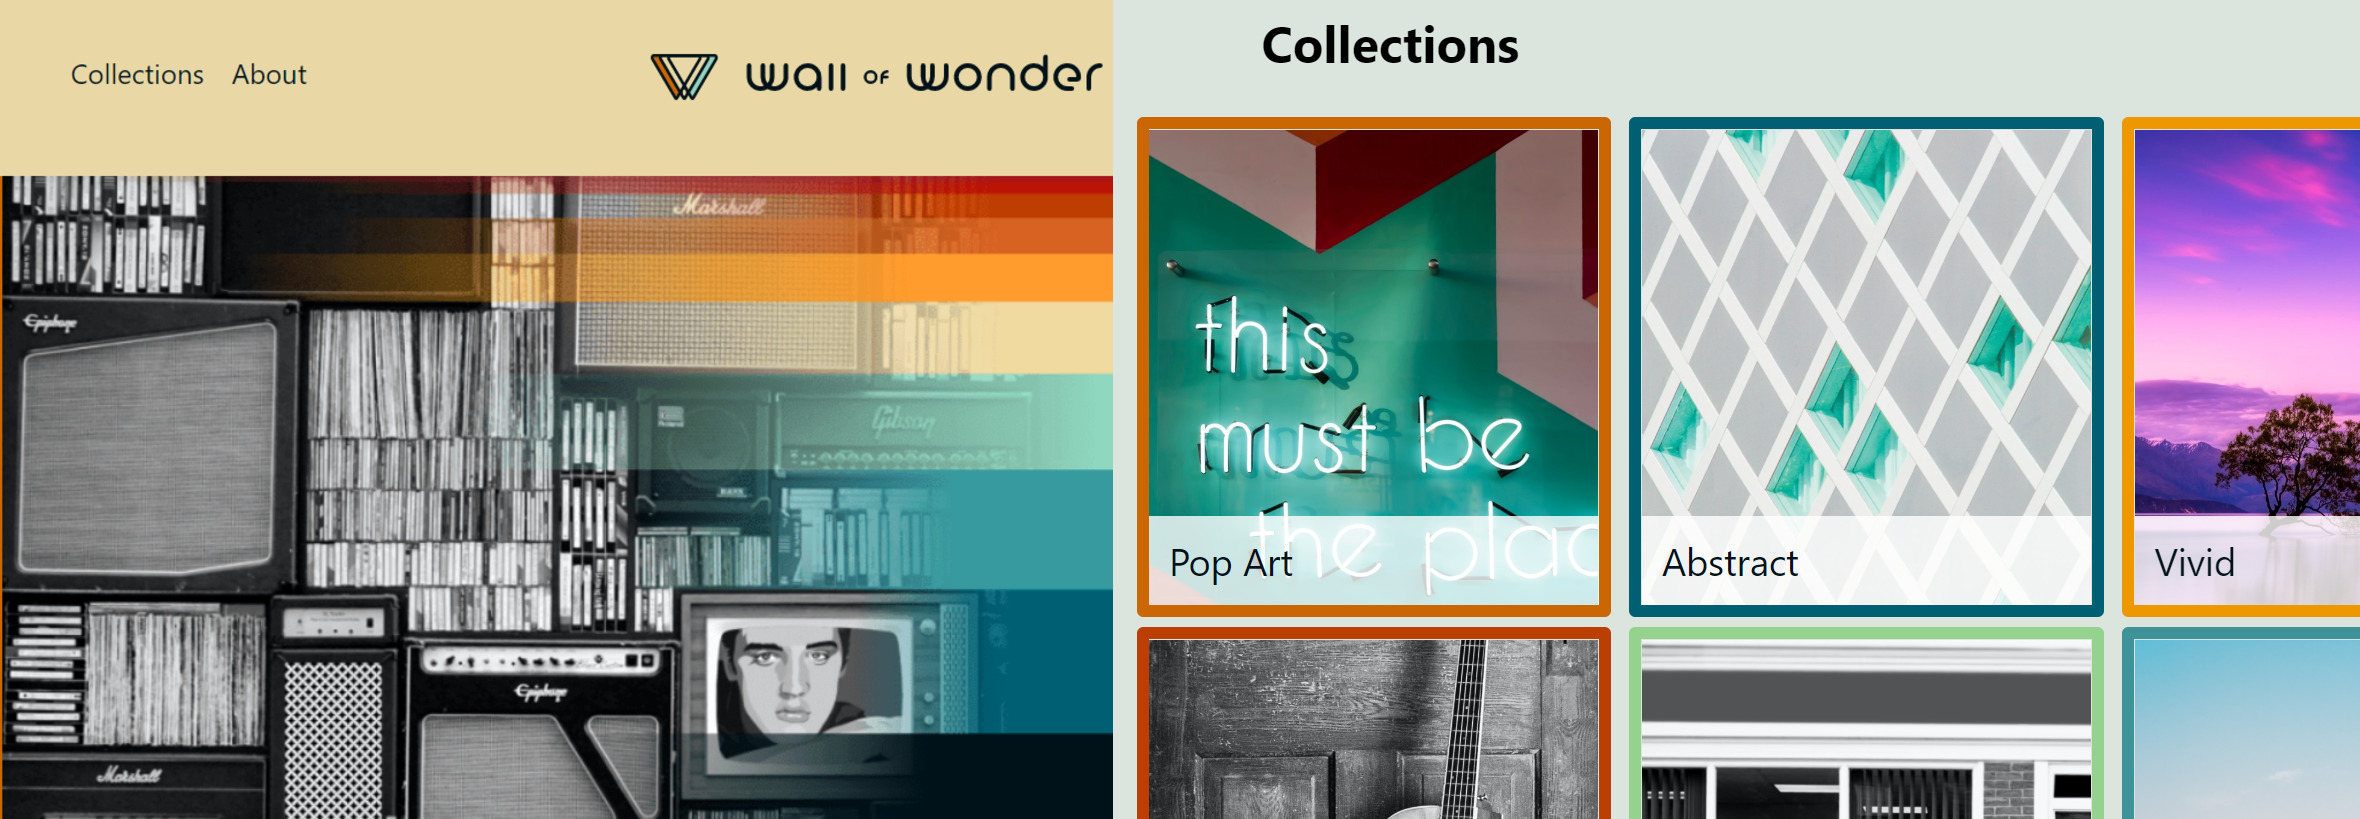 Collections About
wall of wonder
Marshall
Epiphone
Gibson
Epiphone
Marshall
Collections
this
must be
the plac
Pop Art
Abstract
Vivid